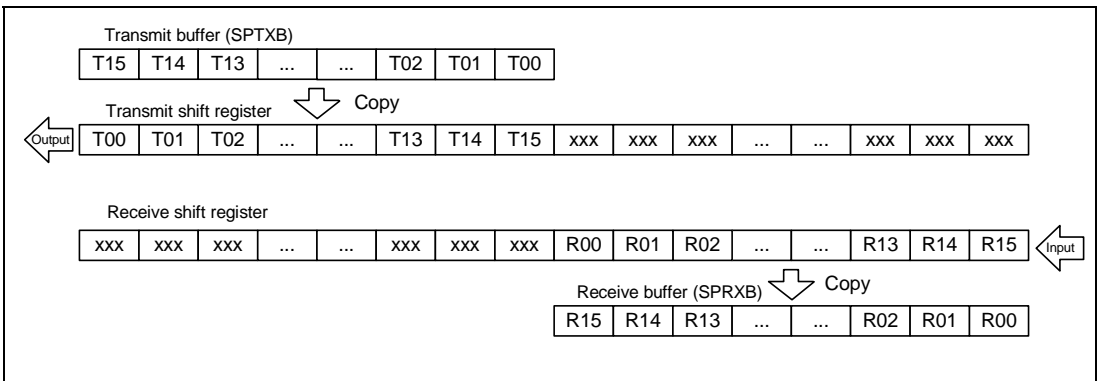 Transmit buffer (SPTXB)
T15 T14 T13 ... ... T02 T01 T00
Copy
Transmit shift register
Output T00 T01 T02 ... ... T13 T14 T15 xxx xxx xxx ... ... xxx xxx xxx
Receive shift register
xxx xxx xxx ... ... xxx xxx xxx R00 R01 R02 ... ... R13 R14 R15 Input
Copy
Receive buffer (SPRXB)
R15 R14 R13 ... ... R02 R01 R00